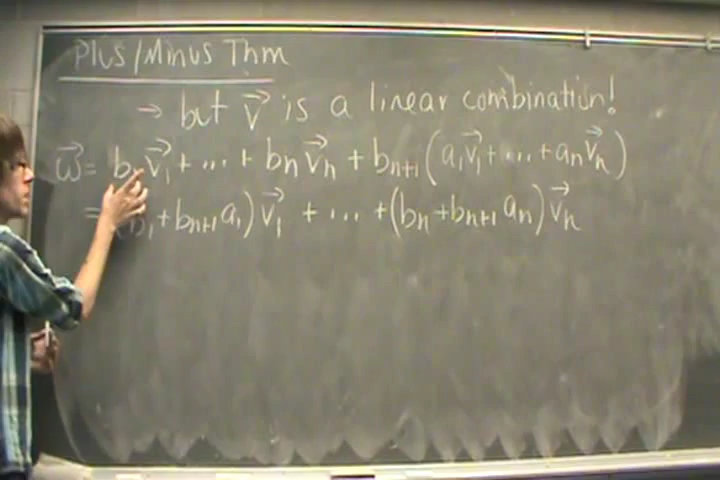 Plus/Minus Thm
→ but v⃗ is a linear combination!
w⃗ = b₁v⃗₁ + ... + bₙv⃗ₙ + bₙ₊₁(a₁v⃗₁ + ... + aₙv⃗ₙ)
= (b₁ + bₙ₊₁a₁)v⃗₁ + ... + (bₙ + bₙ₊₁aₙ)v⃗ₙ